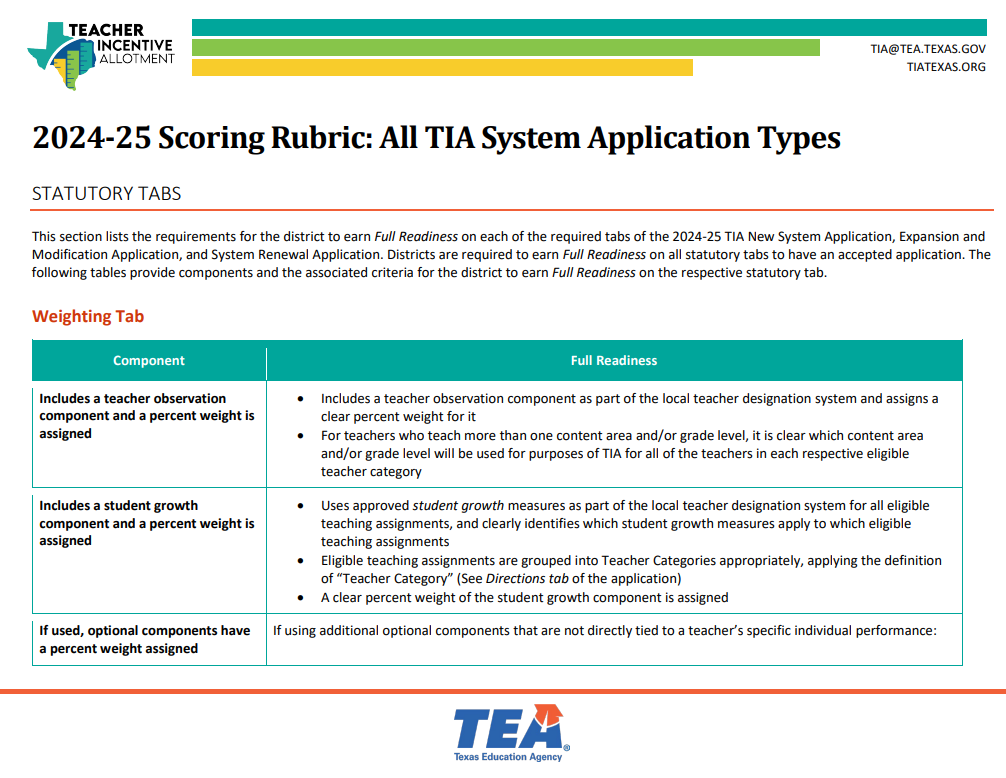 TEACHER
INCENTIVE
ALLOTMENT
TIA@TEA.TEXAS.GOV
TIATEXAS.ORG
2024-25 Scoring Rubric: All TIA System Application Types
STATUTORY TABS
This section lists the requirements for the district to earn Full Readiness on each of the required tabs of the 2024-25 TIA New System Application, Expansion and
Modification Application, and System Renewal Application. Districts are required to earn Full Readiness on all statutory tabs to have an accepted application. The
following tables provide components and the associated criteria for the district to earn Full Readiness on the respective statutory tab.
Weighting Tab
Component
Full Readiness
Includes a teacher observation
component and a percent weight is
assigned
• Includes a teacher observation component as part of the local teacher designation system and assigns a
clear percent weight for it
• For teachers who teach more than one content area and/or grade level, it is clear which content area
and/or grade level will be used for purposes of TIA for all of the teachers in each respective eligible
teacher category
Includes a student growth
component and a percent weight is
assigned
• Uses approved student growth measures as part of the local teacher designation system for all eligible
teaching assignments, and clearly identifies which student growth measures apply to which eligible
teaching assignments
• Eligible teaching assignments are grouped into Teacher Categories appropriately, applying the definition
of “Teacher Category” (See Directions tab of the application)
• A clear percent weight of the student growth component is assigned
If used, optional components have
a percent weight assigned
If using additional optional components that are not directly tied to a teacher’s specific individual performance:
TEA®
Texas Education Agency